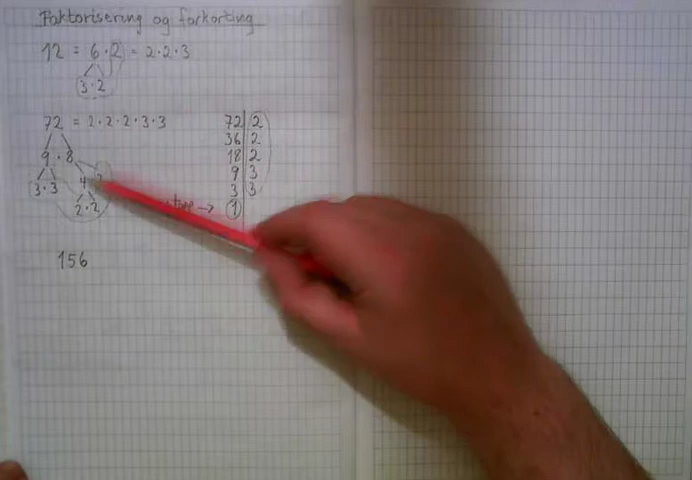 Faktorisering og forkorting
12 = 6 · 2 = 2·2·3
3·2
72 = 2·2·2·3·3
9 · 8
3·3 4 2
2·2
72 2
36 2
18 2
9 3
3 3
→ 1
156